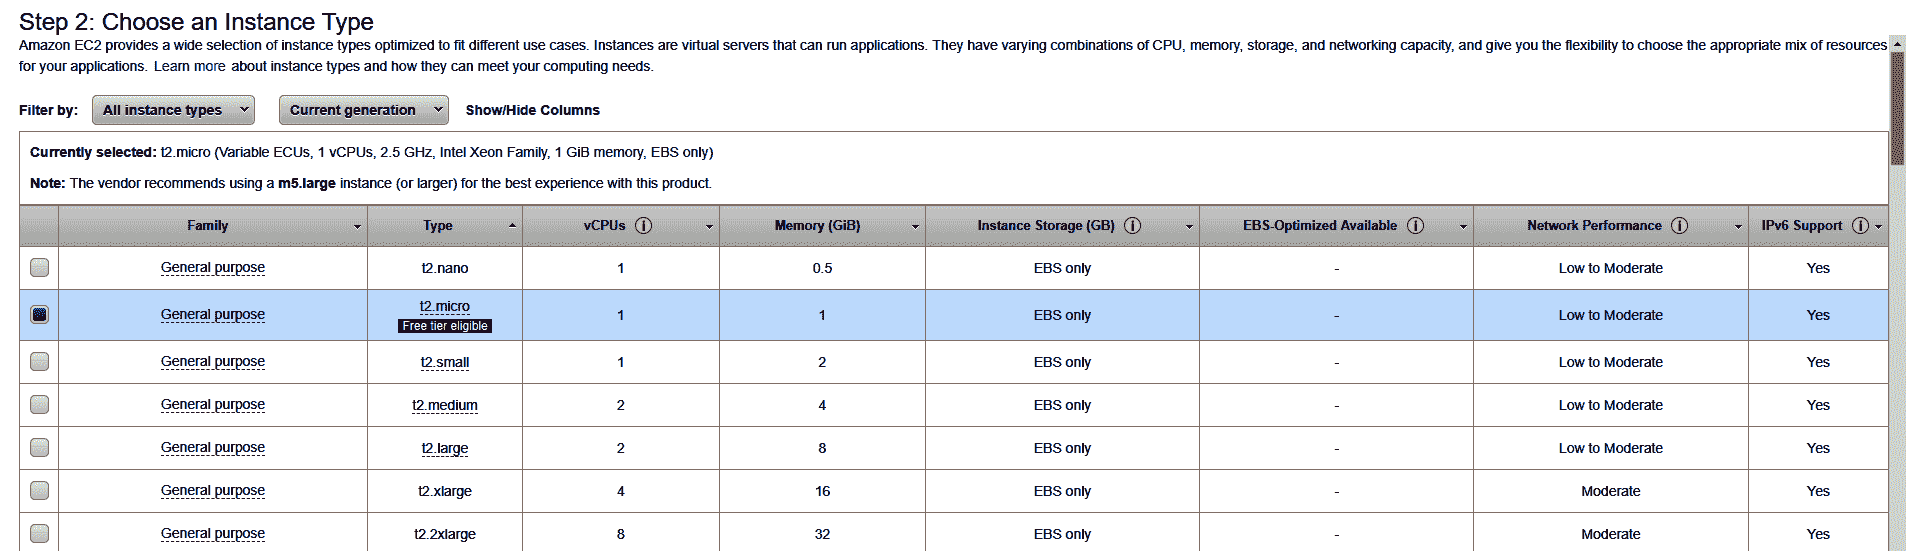 Step 2: Choose an Instance Type
Amazon EC2 provides a wide selection of instance types optimized to fit different use cases. Instances are virtual servers that can run applications. They have varying combinations of CPU, memory, storage, and networking capacity, and give you the flexibility to choose the appropriate mix of resources
for your applications. Learn more about instance types and how they can meet your computing needs.
Filter by: All instance types Current generation Show/Hide Columns
Currently selected: t2.micro (Variable ECUs, 1 vCPUs, 2.5 GHz, Intel Xeon Family, 1 GiB memory, EBS only)
Note: The vendor recommends using a m5.large instance (or larger) for the best experience with this product.
Family Type vCPUs i Memory (GiB) Instance Storage (GB) i EBS-Optimized Available i Network Performance i IPv6 Support i
General purpose t2.nano 1 0.5 EBS only - Low to Moderate Yes
General purpose t2.micro 1 1 EBS only - Low to Moderate Yes
Free tier eligible
General purpose t2.small 1 2 EBS only - Low to Moderate Yes
General purpose t2.medium 2 4 EBS only - Low to Moderate Yes
General purpose t2.large 2 8 EBS only - Low to Moderate Yes
General purpose t2.xlarge 4 16 EBS only - Moderate Yes
General purpose t2.2xlarge 8 32 EBS only - Moderate Yes